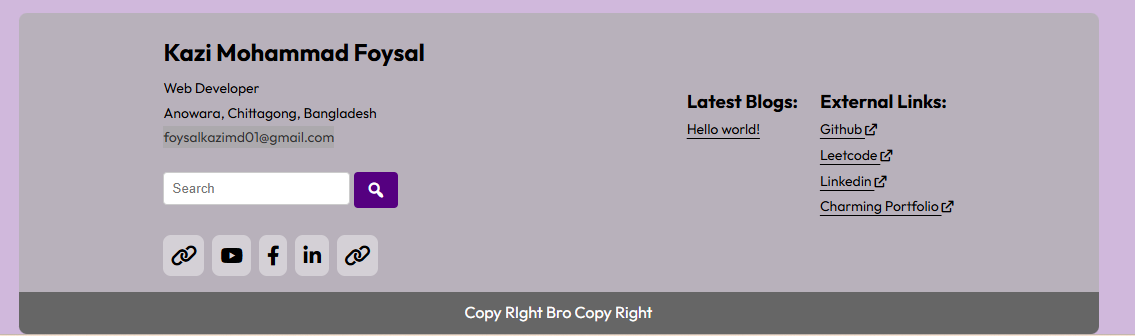 Kazi Mohammad Foysal
Web Developer
Anowara, Chittagong, Bangladesh
foysalkazimd01@gmail.com
Search
Latest Blogs:
Hello world!
External Links:
Github
Leetcode
Linkedin
Charming Portfolio
Copy RIght Bro Copy Right